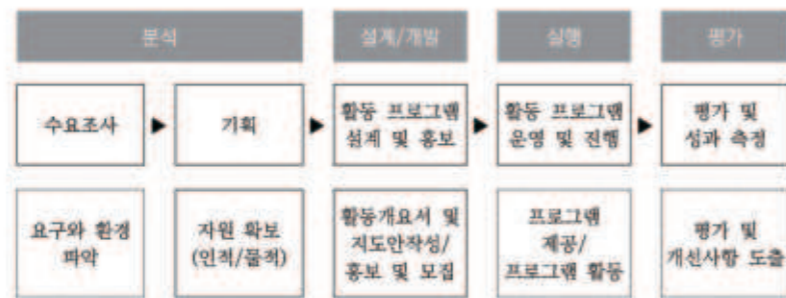 분석
설계/개발
실행
평가
수요조사
▶
기획
▶
활동 프로그램
설계 및 홍보
▶
활동 프로그램
운영 및 진행
▶
평가 및
성과 측정
요구와 환경
파악
자원 확보
(인적/물적)
활동개요서 및
지도안작성/
홍보 및 모집
프로그램
제공/
프로그램 활동
평가 및
개선사항 도출